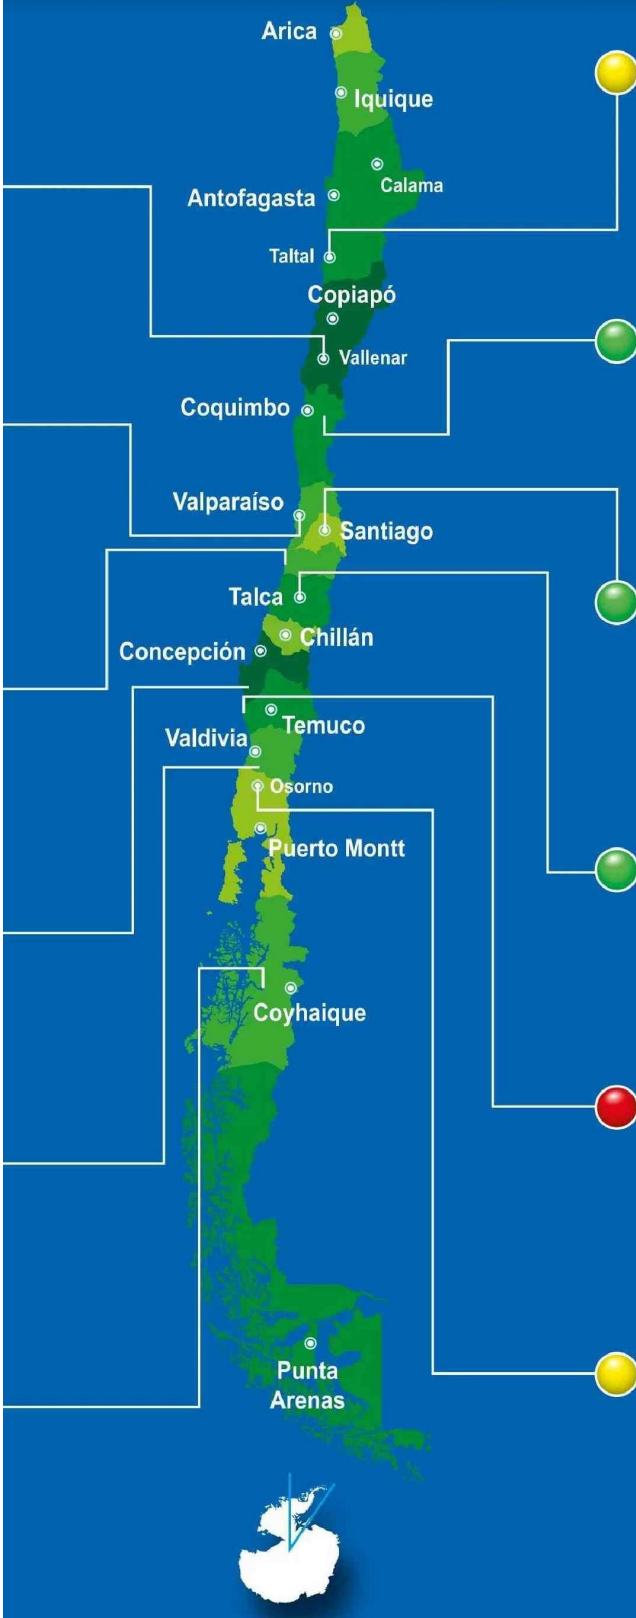 Arica
Iquique
Calama
Antofagasta
Taltal
Copiapó
Vallenar
Coquimbo
Valparaíso
Santiago
Talca
Chillán
Concepción
Temuco
Valdivia
Osorno
Puerto Montt
Coyhaique
Punta
Arenas